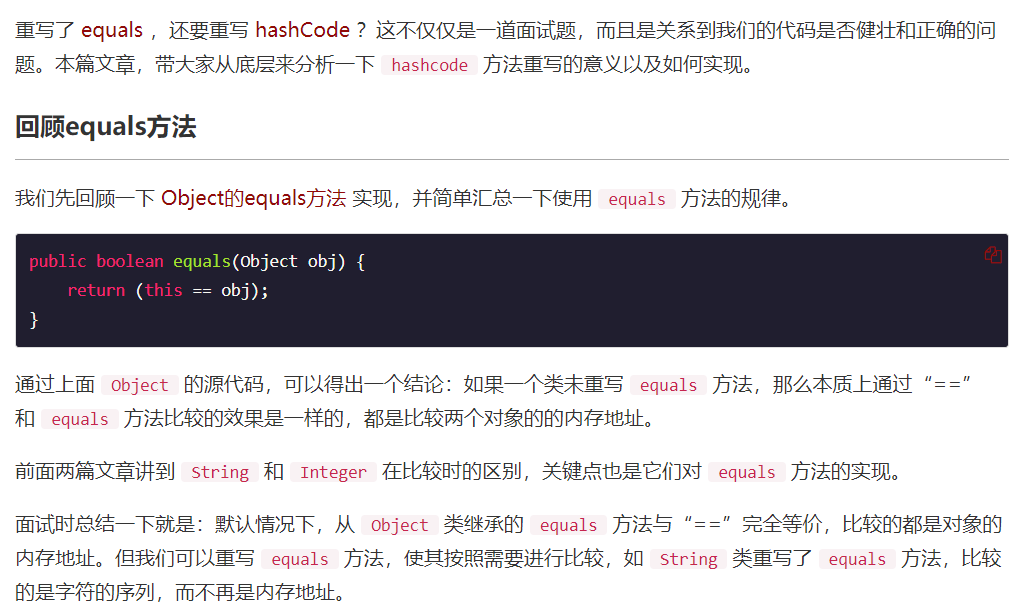 重写了 equals ，还要重写 hashCode ？这不仅仅是一道面试题，而且是关系到我们的代码是否健壮和正确的问
题。本篇文章，带大家从底层来分析一下 hashcode 方法重写的意义以及如何实现。
回顾equals方法
我们先回顾一下 Object的equals方法 实现，并简单汇总一下使用 equals 方法的规律。
public boolean equals(Object obj) {
    return (this == obj);
}
通过上面 Object 的源代码，可以得出一个结论：如果一个类未重写 equals 方法，那么本质上通过“==”
和 equals 方法比较的效果是一样的，都是比较两个对象的的内存地址。
前面两篇文章讲到 String 和 Integer 在比较时的区别，关键点也是它们对 equals 方法的实现。
面试时总结一下就是：默认情况下，从 Object 类继承的 equals 方法与“==”完全等价，比较的都是对象的
内存地址。但我们可以重写 equals 方法，使其按照需要进行比较，如 String 类重写了 equals 方法，比较
的是字符的序列，而不再是内存地址。